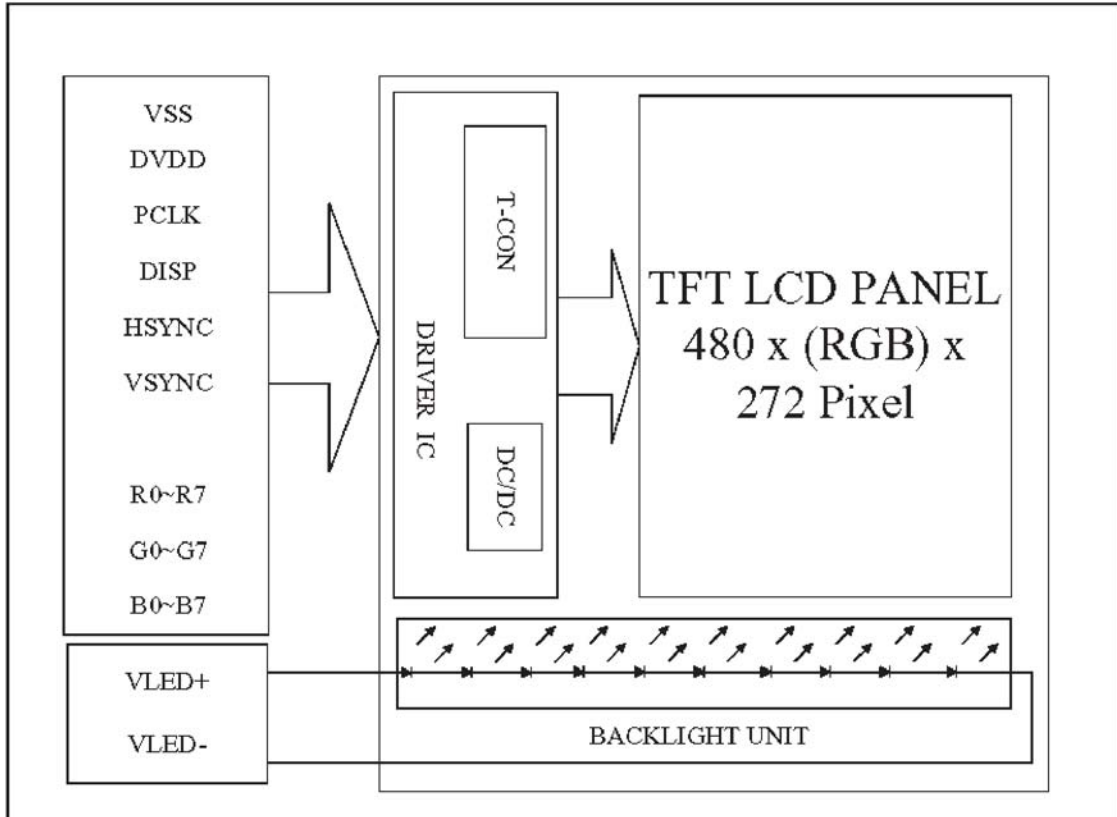 VSS
DVDD
PCLK
DISP
HSYNC
VSYNC
R0~R7
G0~G7
B0~B7
VLED+
VLED-
DRIVER IC
T-CON
DC/DC
TFT LCD PANEL
480 x (RGB) x
272 Pixel
BACKLIGHT UNIT